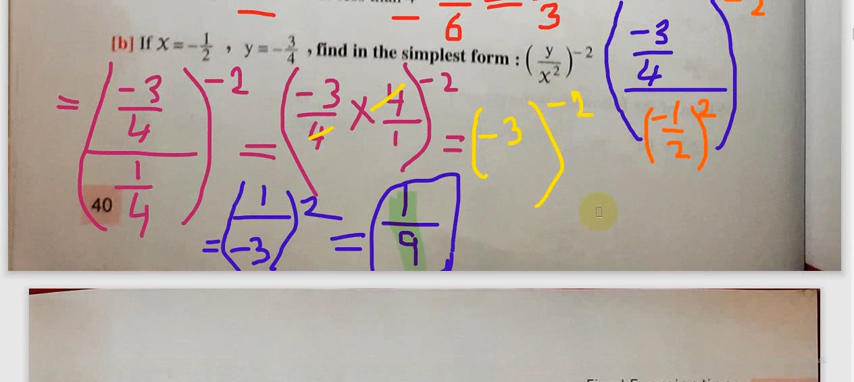 - 6/ = 3
[b] If x = -1/2 , y = -3/4 , find in the simplest form : (y/x²)^-2
((-3/4)/(-1/2)²)^-2
= ((-3/4)/(1/4))^-2 = (-3/4 × 4/1)^-2 = (-3)^-2
40
= (1/-3)² = 1/9